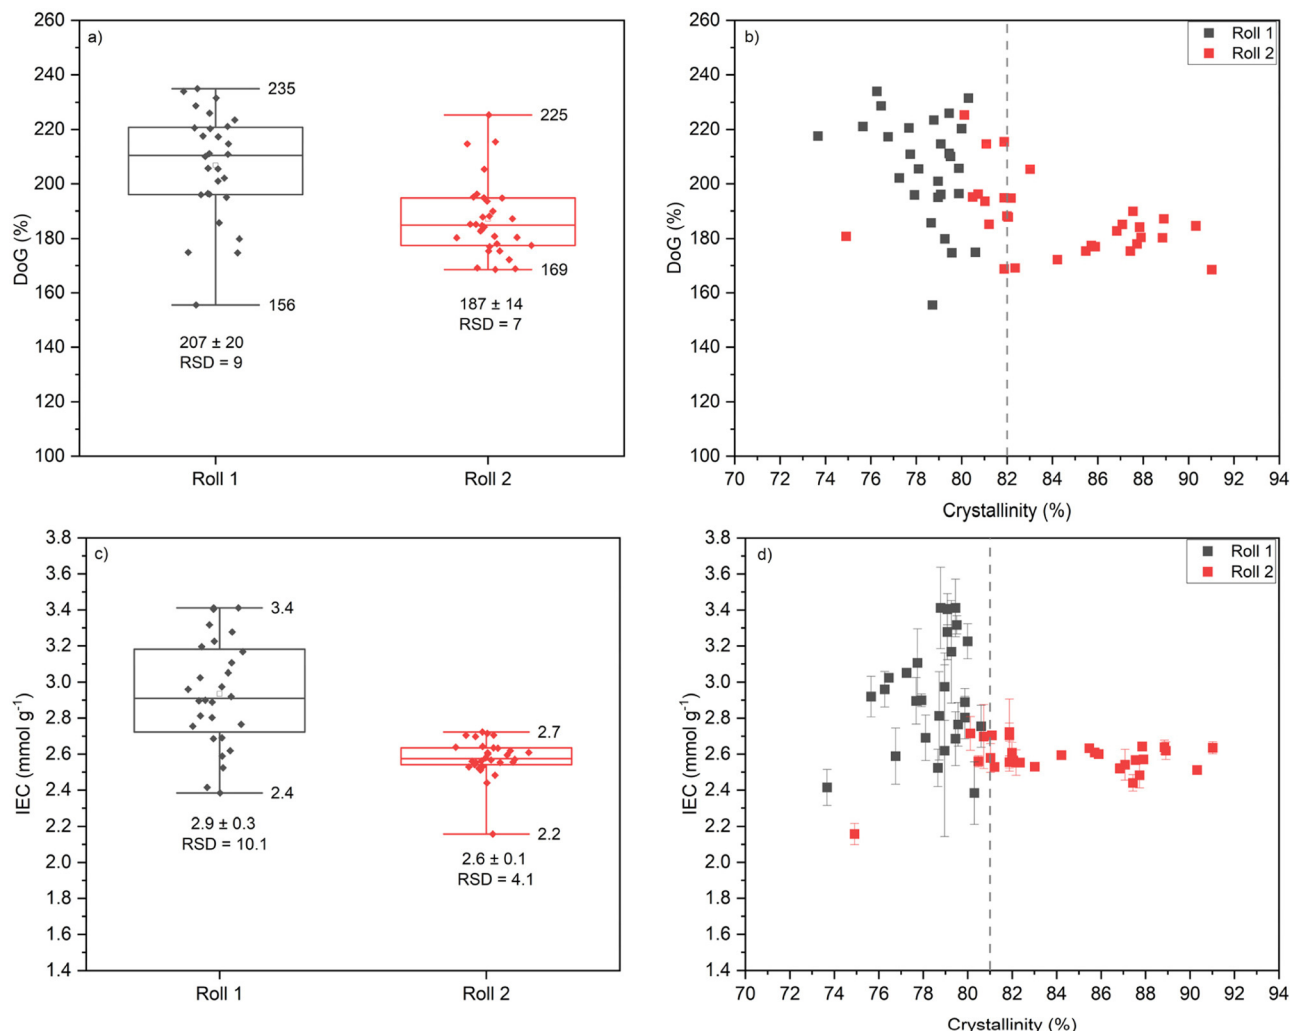 a)
260
240
220
200
180
160
140
120
100
DoG (%)
235
156
207 ± 20
RSD = 9
225
169
187 ± 14
RSD = 7
Roll 1
Roll 2
b)
Roll 1
Roll 2
260
240
220
200
180
160
140
120
100
DoG (%)
70 72 74 76 78 80 82 84 86 88 90 92 94
Crystallinity (%)
c)
3.8
3.6
3.4
3.2
3.0
2.8
2.6
2.4
2.2
2.0
1.8
1.6
1.4
IEC (mmol g⁻¹)
3.4
2.4
2.9 ± 0.3
RSD = 10.1
2.7
2.2
2.6 ± 0.1
RSD = 4.1
Roll 1
Roll 2
d)
Roll 1
Roll 2
3.8
3.6
3.4
3.2
3.0
2.8
2.6
2.4
2.2
2.0
1.8
1.6
1.4
IEC (mmol g⁻¹)
70 72 74 76 78 80 82 84 86 88 90 92 94
Crystallinity (%)